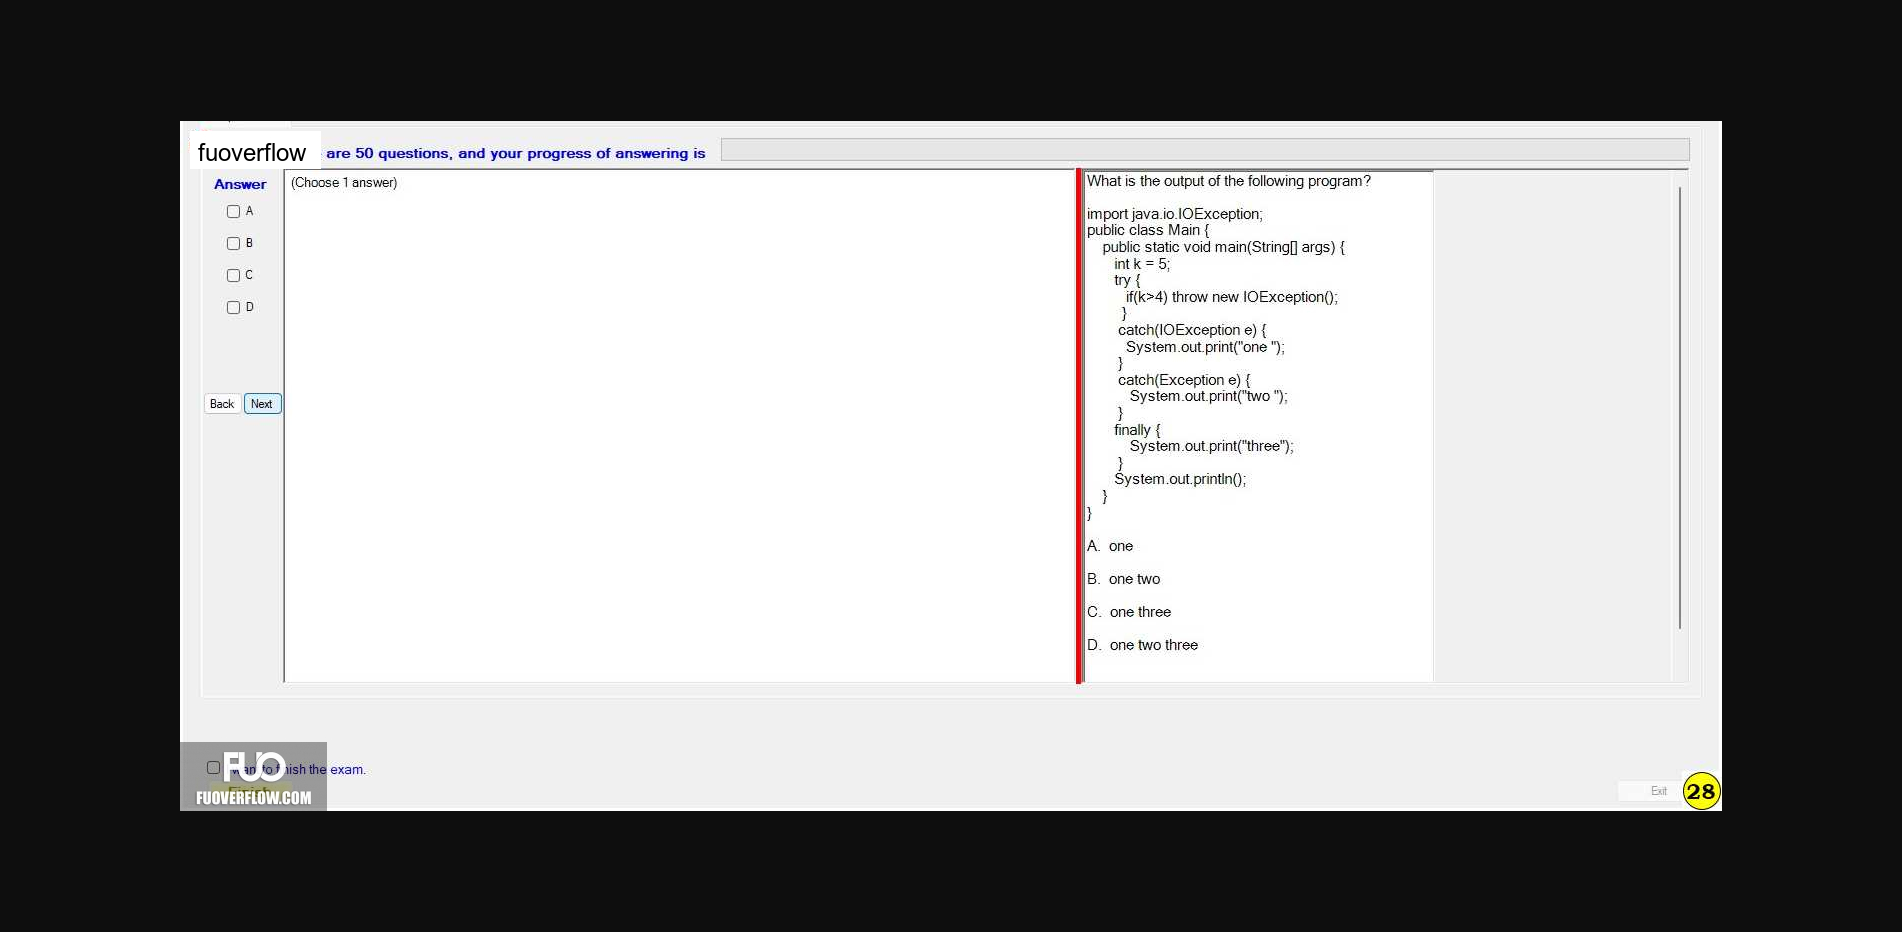 fuoverflow are 50 questions, and your progress of answering is
Answer
(Choose 1 answer)
A
B
C
D
Back Next
What is the output of the following program?
import java.io.IOException;
public class Main {
public static void main(String[] args) {
int k = 5;
try {
if(k>4) throw new IOException();
}
catch(IOException e) {
System.out.print("one ");
}
catch(Exception e) {
System.out.print("two ");
}
finally {
System.out.print("three");
}
System.out.println();
}
}
A. one
B. one two
C. one three
D. one two three
FUO
want to finish the exam.
Finish
FUOVERFLOW.COM
Exit
28